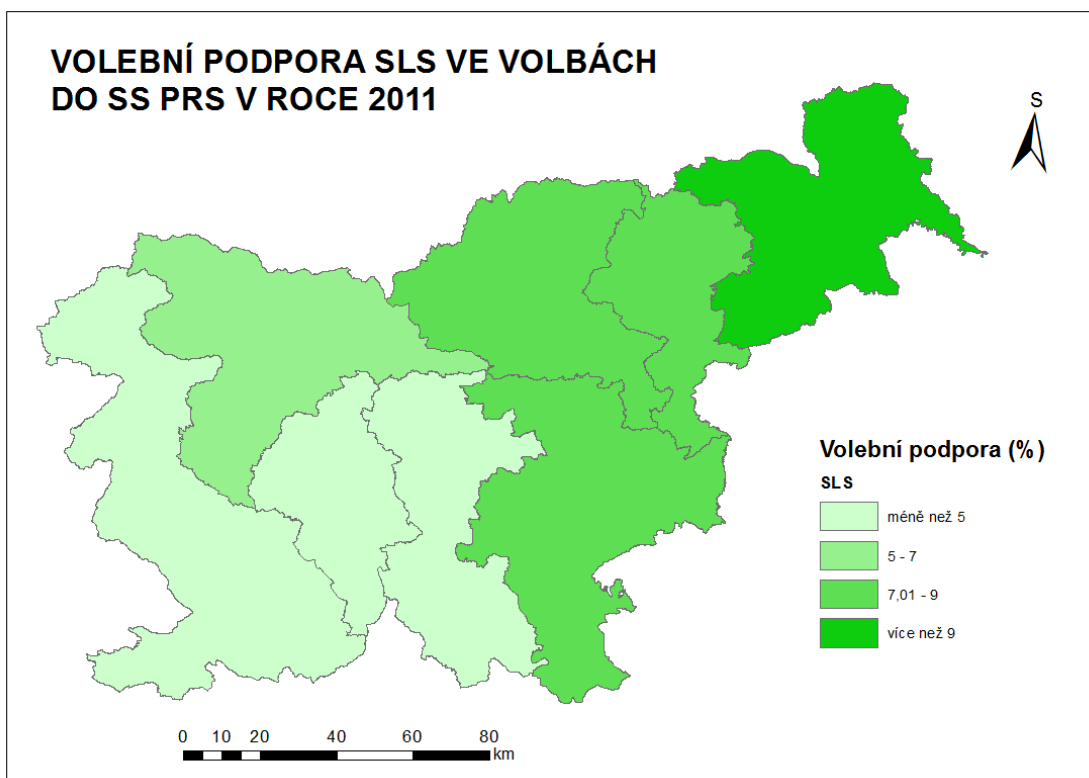 VOLEBNÍ PODPORA SLS VE VOLBÁCH
DO SS PRS V ROCE 2011
S
Volební podpora (%)
SLS
méně než 5
5 - 7
7,01 - 9
více než 9
0 10 20 40 60 80
km